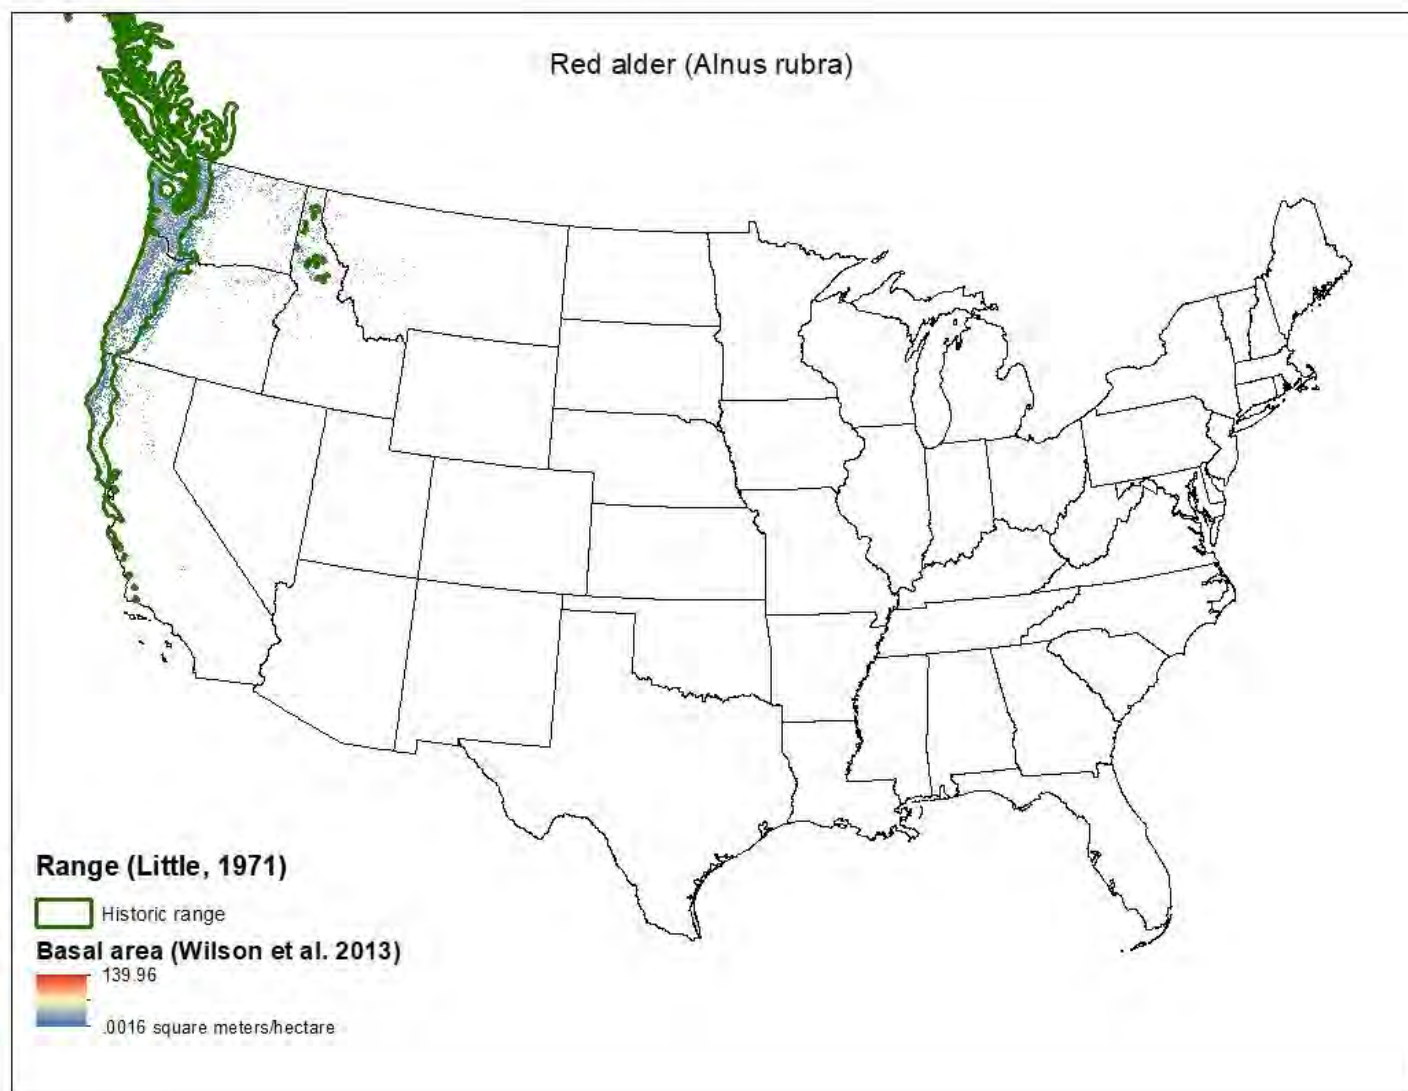 Red alder (Alnus rubra)
Range (Little, 1971)
Historic range
Basal area (Wilson et al. 2013)
139.96
.0016 square meters/hectare